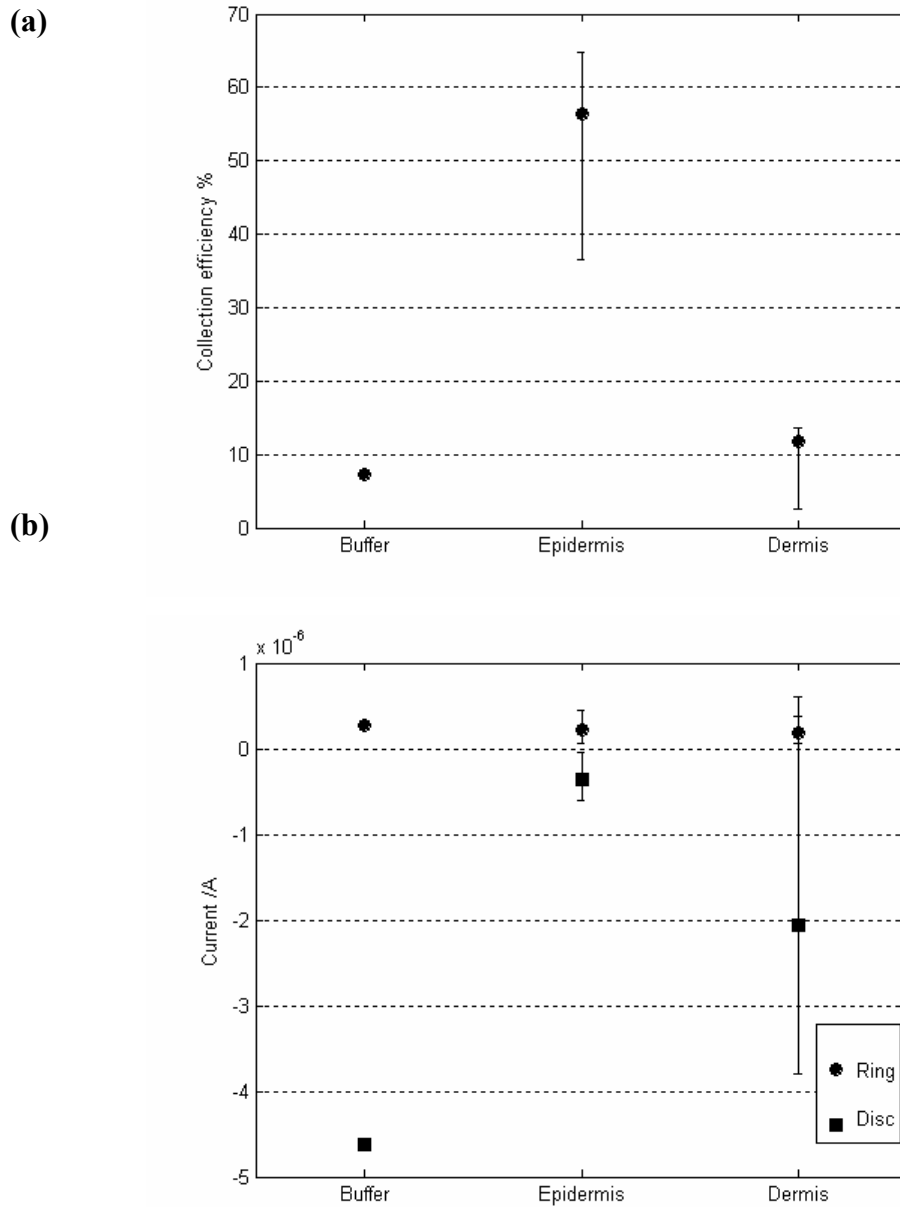 (a)
70
60
50
40
30
20
10
0
Collection efficiency %
Buffer Epidermis Dermis
(b)
x 10-6
1
0
-1
-2
-3
-4
-5
Current /A
Ring
Disc
Buffer Epidermis Dermis